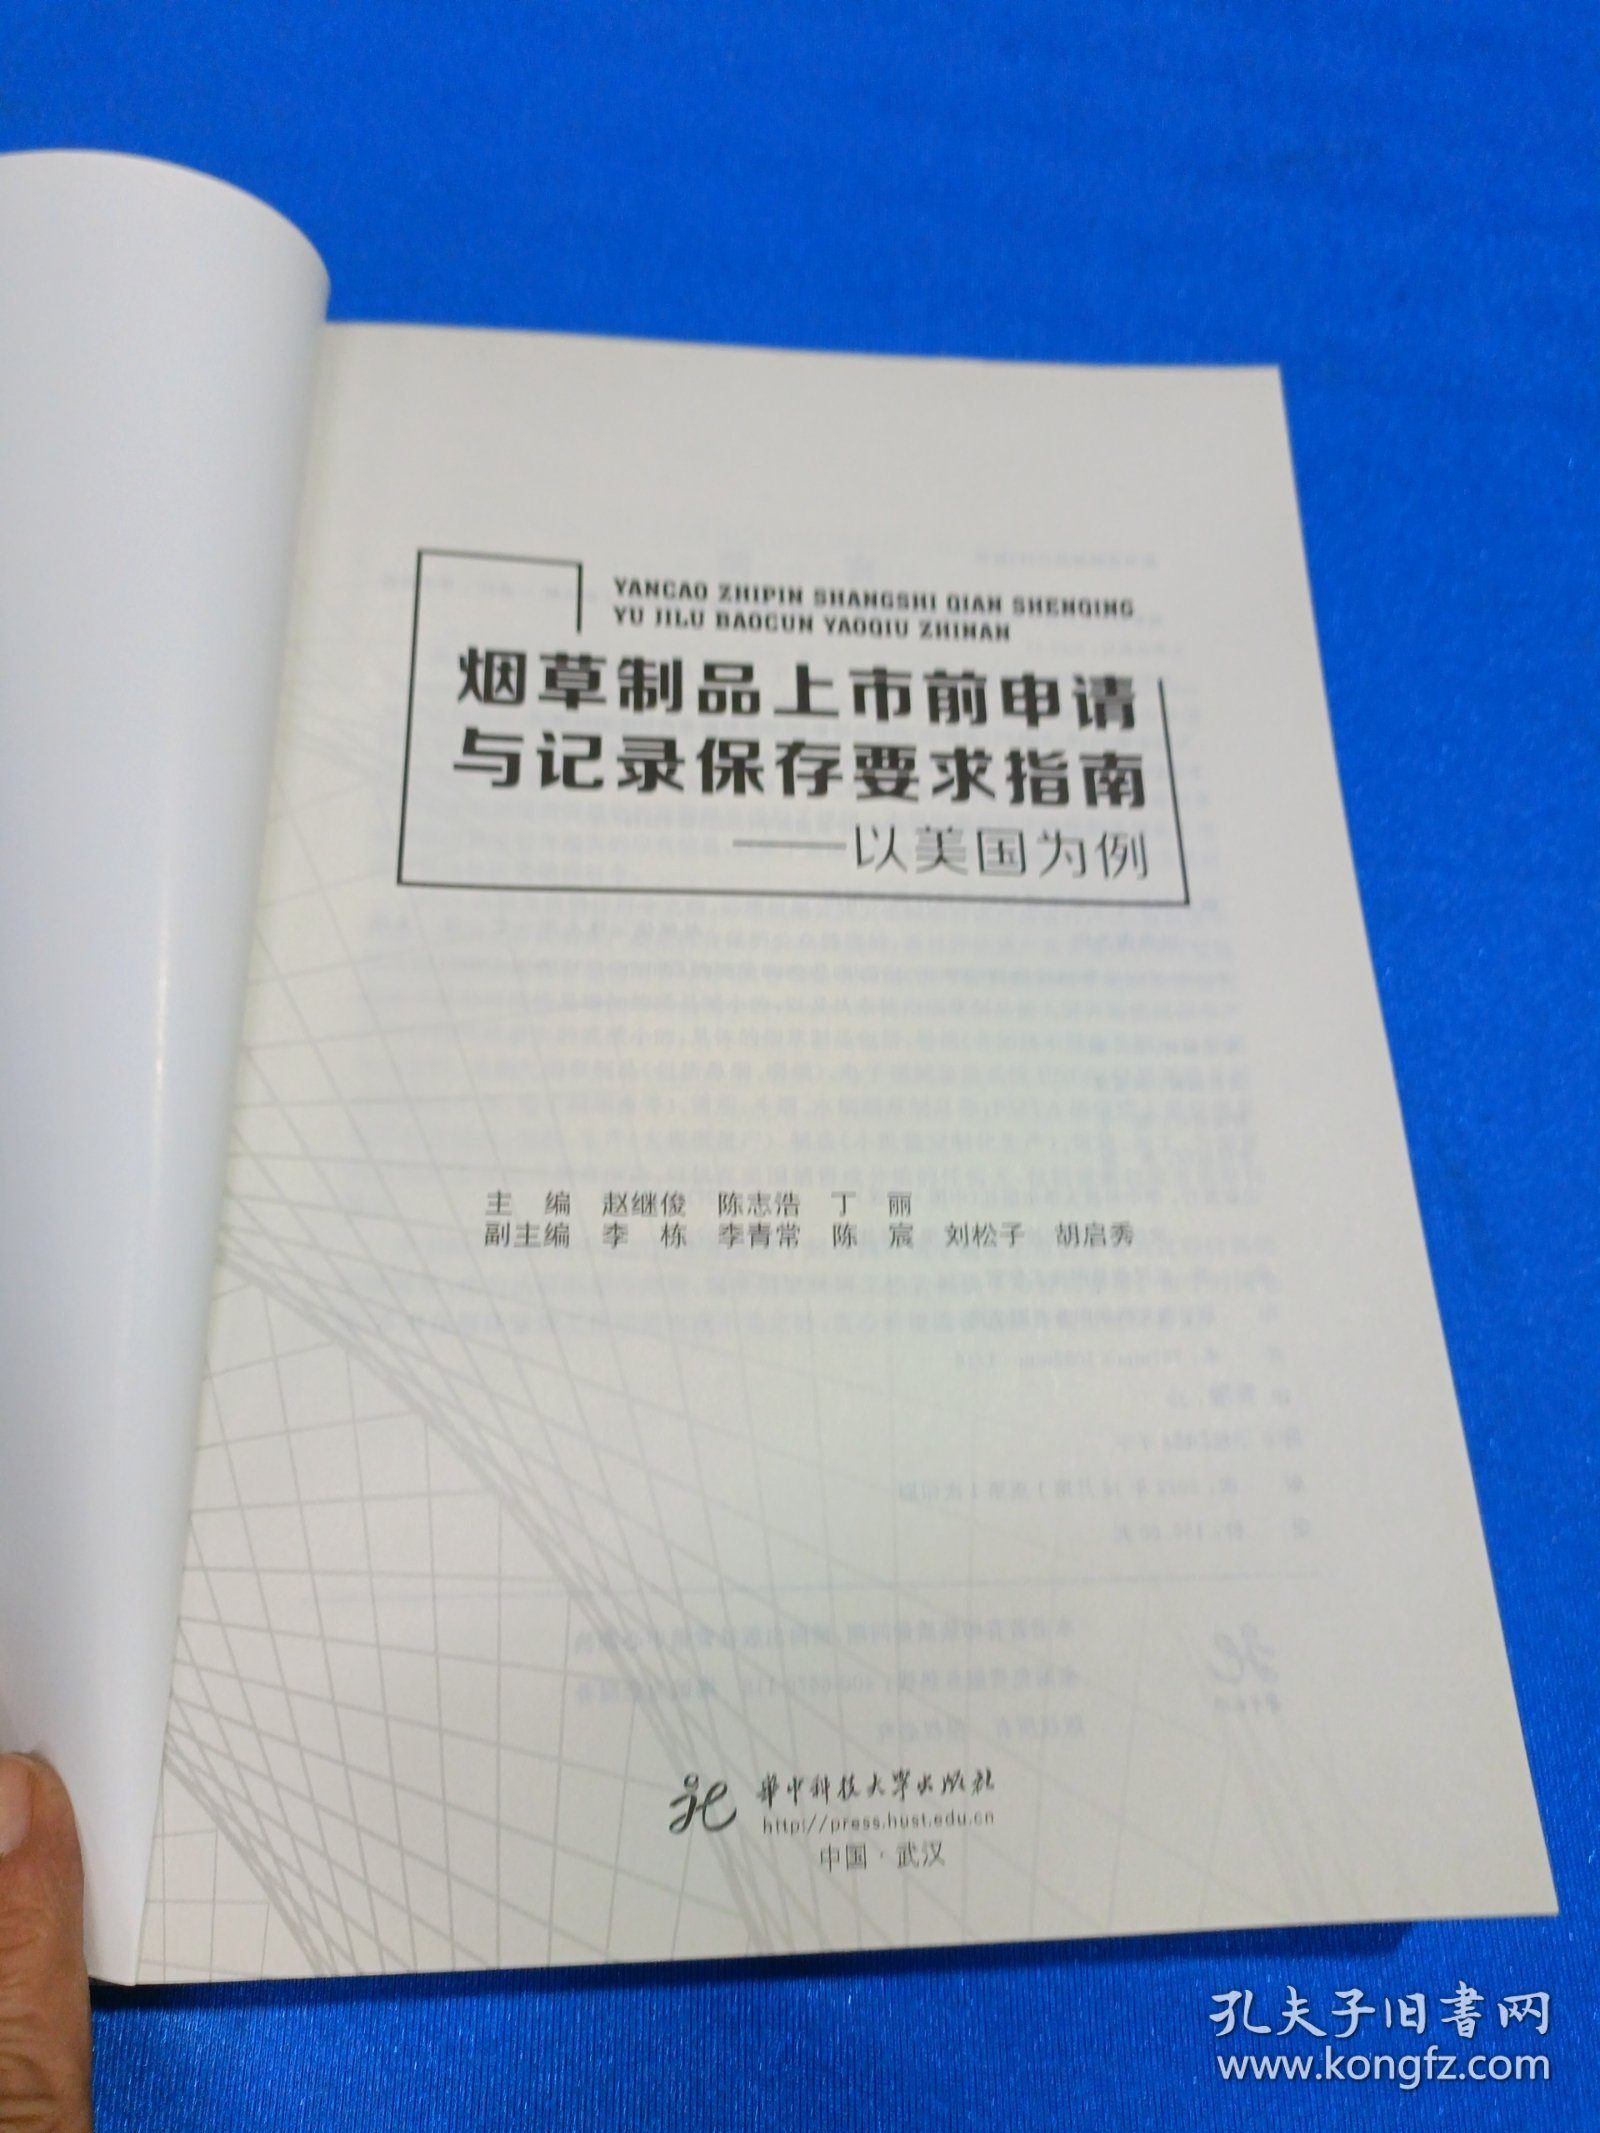 YANCAO ZHIPIN SHANGSHI QIAN SHENQING
YU JILU BAOCUN YAOQIU ZHINAN
烟草制品上市前申请
与记录保存要求指南
——以美国为例
主 编 赵继俊 陈志浩 丁 丽
副主编 李 栋 李青常 陈 宸 刘松子 胡启秀
华中科技大学出版社
http://press.hust.edu.cn
中国·武汉
孔夫子旧书网
www.kongfz.com